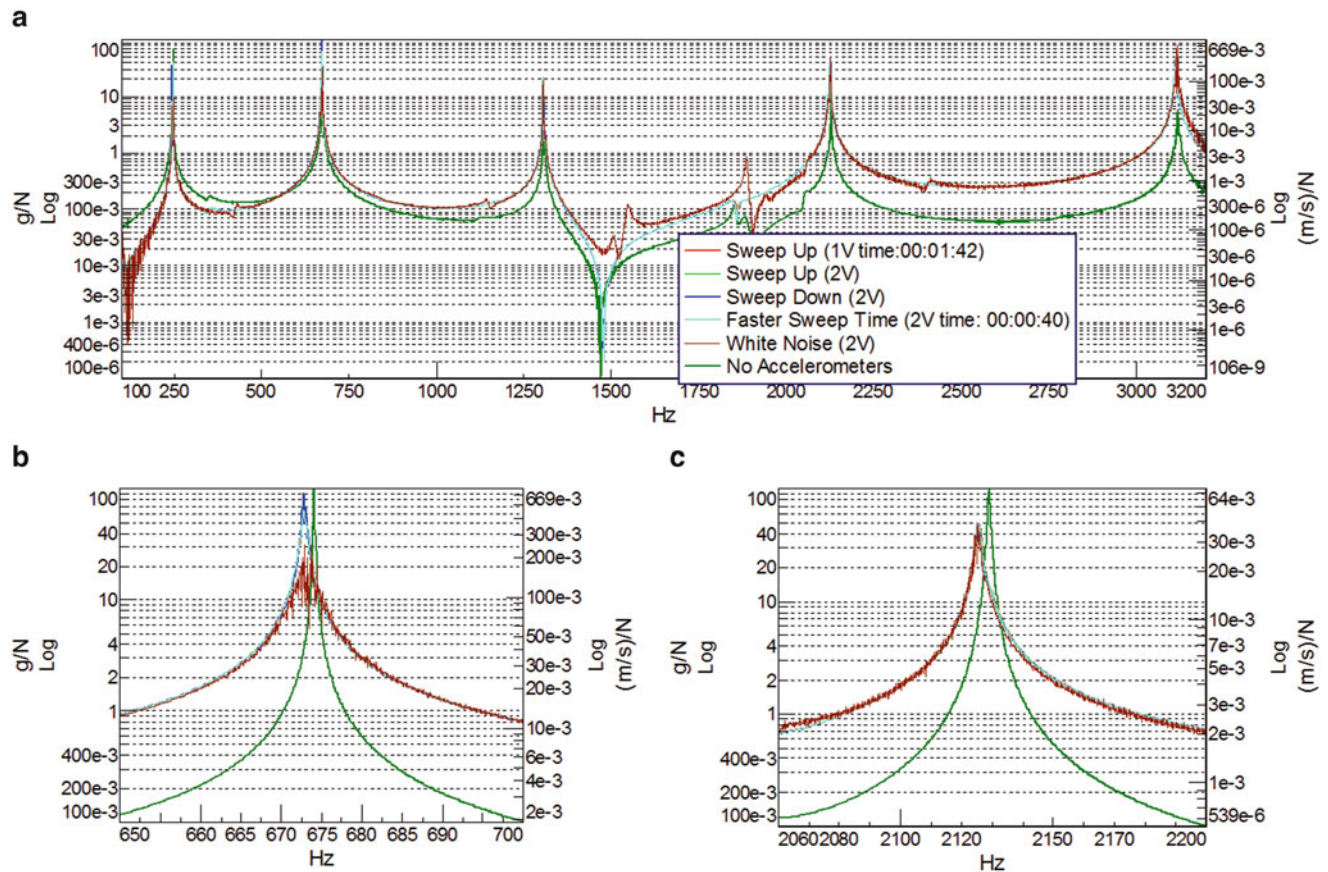 a
100
10
3
1
300e-3
100e-3
30e-3
10e-3
3e-3
1e-3
400e-6
100e-6
g/N
Log
669e-3
100e-3
30e-3
10e-3
3e-3
1e-3
300e-6
100e-6
30e-6
10e-6
3e-6
1e-6
106e-9
Log
(m/s)/N
Sweep Up (1V time:00:01:42)
Sweep Up (2V)
Sweep Down (2V)
Faster Sweep Time (2V time: 00:00:40)
White Noise (2V)
No Accelerometers
100 250 500 750 1000 1250 1500 1750 2000 2250 2500 2750 3000 3200
Hz
b
100
40
20
10
4
2
1
400e-3
200e-3
100e-3
g/N
Log
669e-3
300e-3
200e-3
100e-3
50e-3
30e-3
20e-3
10e-3
6e-3
4e-3
2e-3
Log
(m/s)/N
650 660 665 670 675 680 685 690 700
Hz
c
100
40
20
10
4
2
1
400e-3
200e-3
100e-3
g/N
Log
64e-3
30e-3
20e-3
10e-3
7e-3
5e-3
3e-3
2e-3
1e-3
539e-6
Log
(m/s)/N
2060 2080 2100 2120 2150 2170 2200
Hz